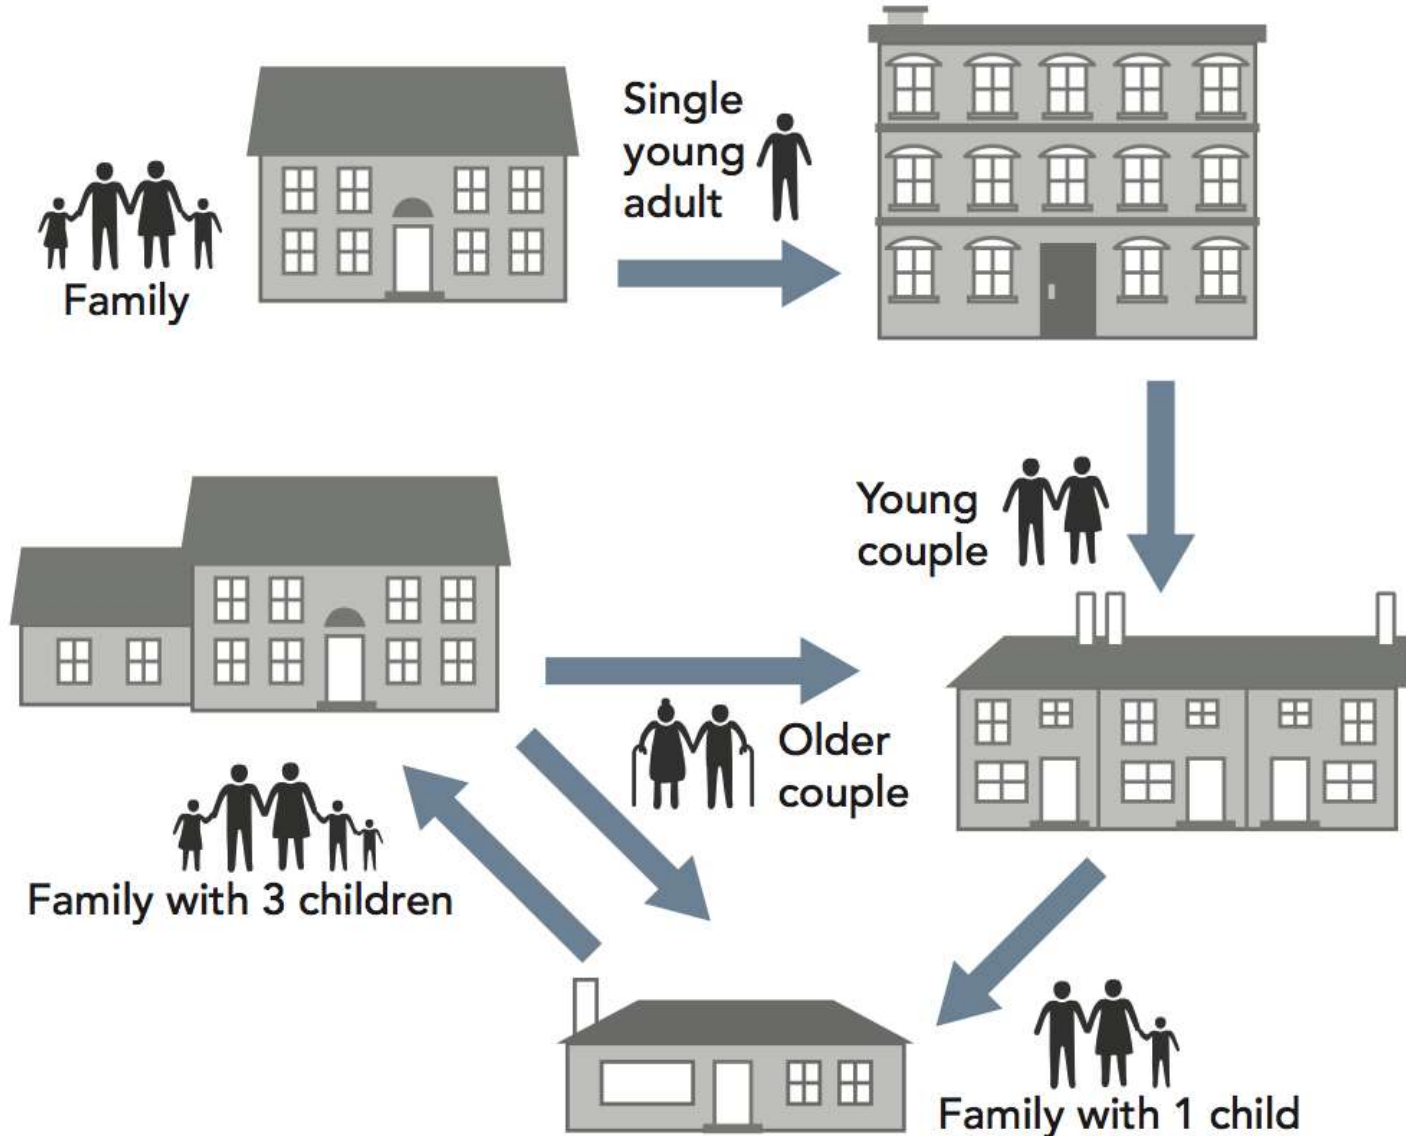 Single
young
adult
Family
Young
couple
Older
couple
Family with 3 children
Family with 1 child